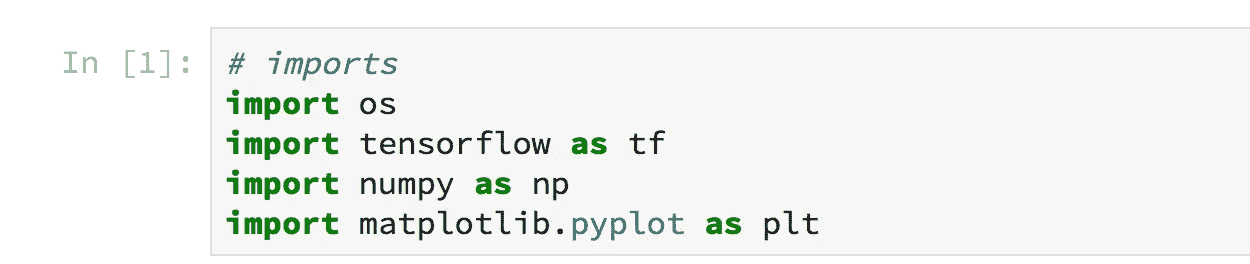 In [1]: # imports
import os
import tensorflow as tf
import numpy as np
import matplotlib.pyplot as plt